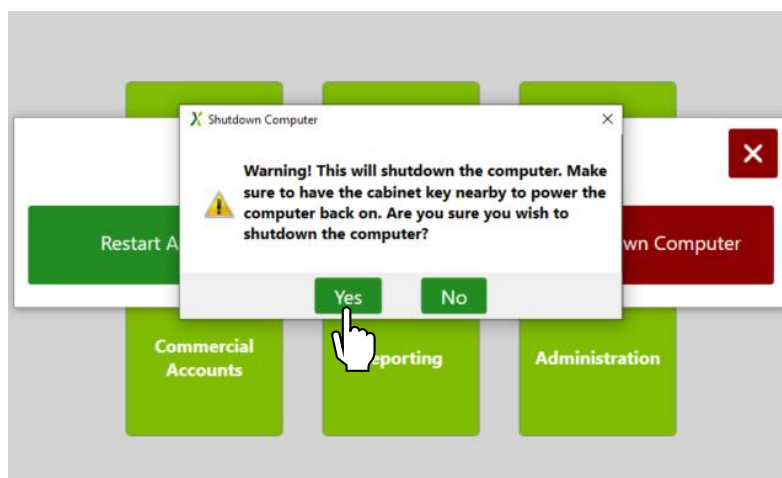 Shutdown Computer
Warning! This will shutdown the computer. Make
sure to have the cabinet key nearby to power the
computer back on. Are you sure you wish to
shutdown the computer?
Restart A
wn Computer
Yes
No
Commercial
Accounts
eporting
Administration